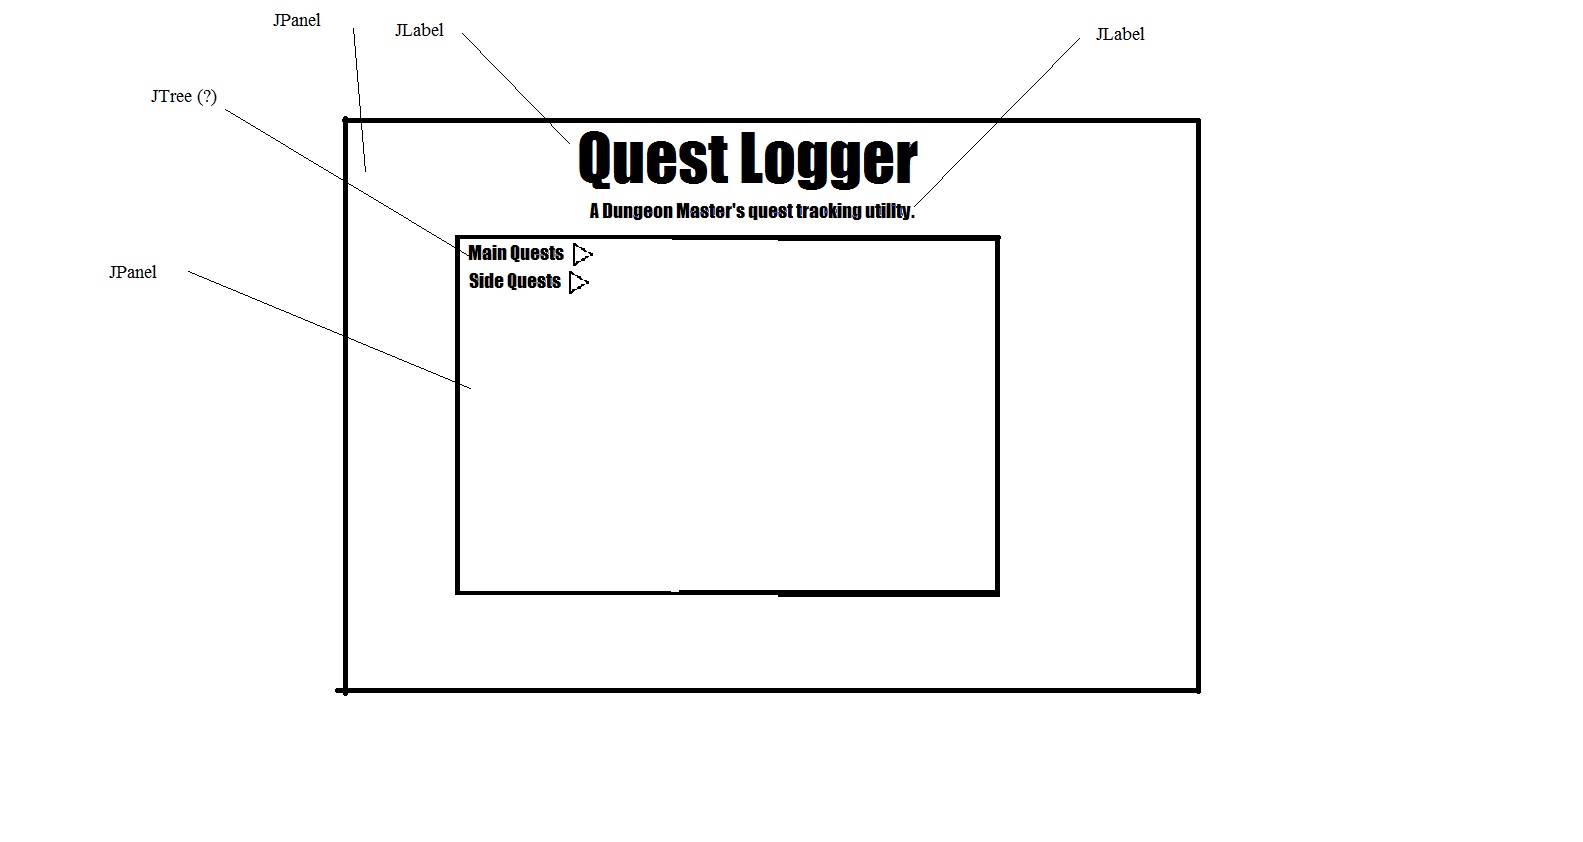 JPanel
JLabel
JLabel
JTree (?)
Quest Logger
A Dungeon Master's quest tracking utility.
Main Quests
JPanel
Side Quests